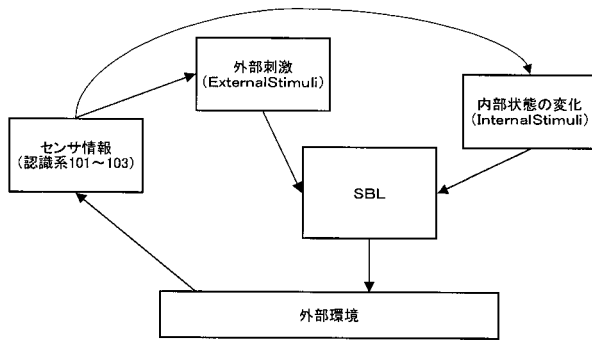 外部刺激
(ExternalStimuli)
内部状態の変化
(InternalStimuli)
センサ情報
(認識系101～103)
SBL
外部環境